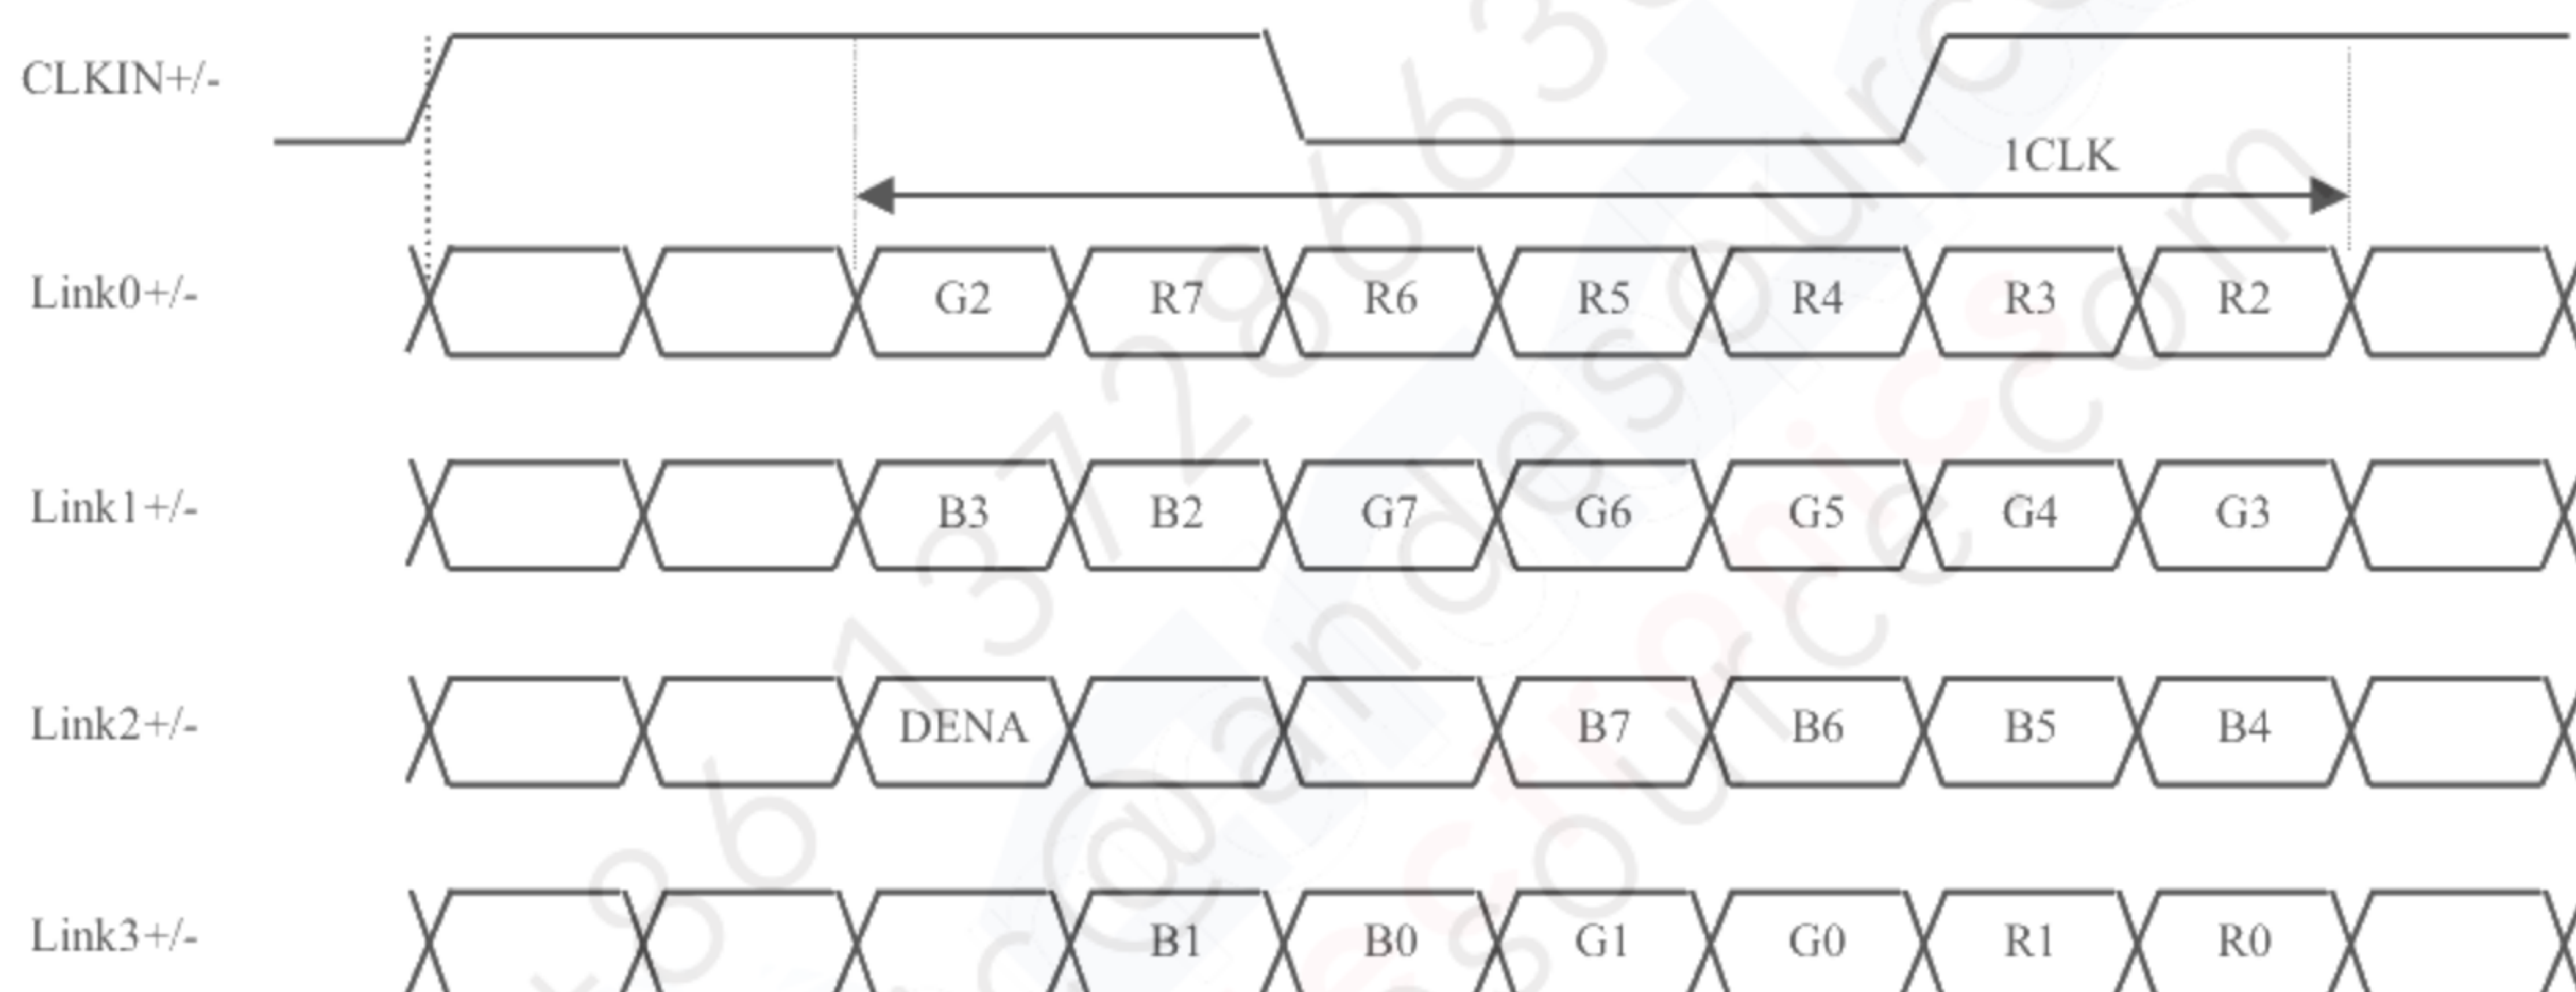 CLKIN+/-
1CLK
Link0+/- G2 R7 R6 R5 R4 R3 R2
Link1+/- B3 B2 G7 G6 G5 G4 G3
Link2+/- DENA B7 B6 B5 B4
Link3+/- B1 B0 G1 G0 R1 R0